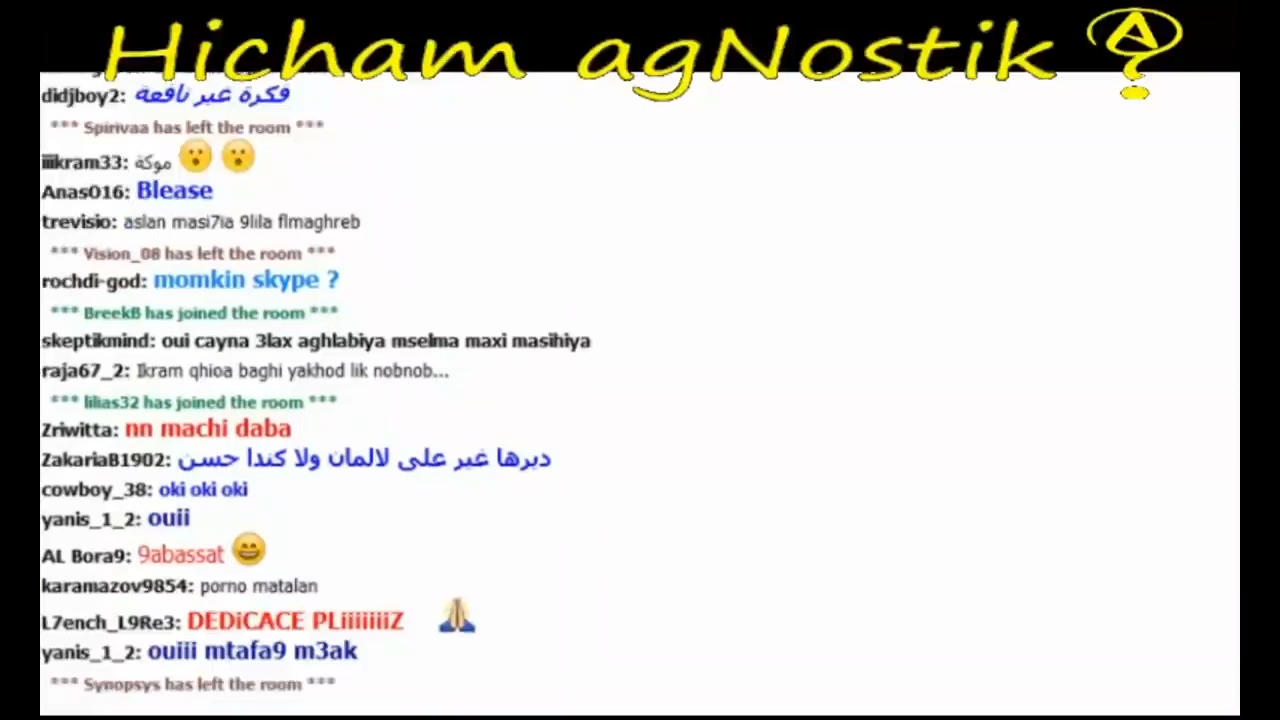 Hicham agNostik ?
didjboy2: فكرة عبر نافعة
*** Spirivaa has left the room ***
iiikram33: موكة
Anas016: Blease
trevisio: aslan masi7ia 9lila flmaghreb
*** Vision_08 has left the room ***
rochdi-god: momkin skype ?
*** BreekB has joined the room ***
skeptikmind: oui cayna 3lax aghlabiya mselma maxi masihiya
raja67_2: Ikram qhioa baghi yakhod lik nobnob...
*** lilias32 has joined the room ***
Zriwitta: nn machi daba
ZakariaB1902: ديرها غير على لالمان ولا كندا حسن
cowboy_38: oki oki oki
yanis_1_2: ouii
AL Bora9: 9abassat
karamazov9854: porno matalan
L7ench_L9Re3: DEDiCACE PLiiiiiiiZ
yanis_1_2: ouiii mtafa9 m3ak
*** Synopsys has left the room ***